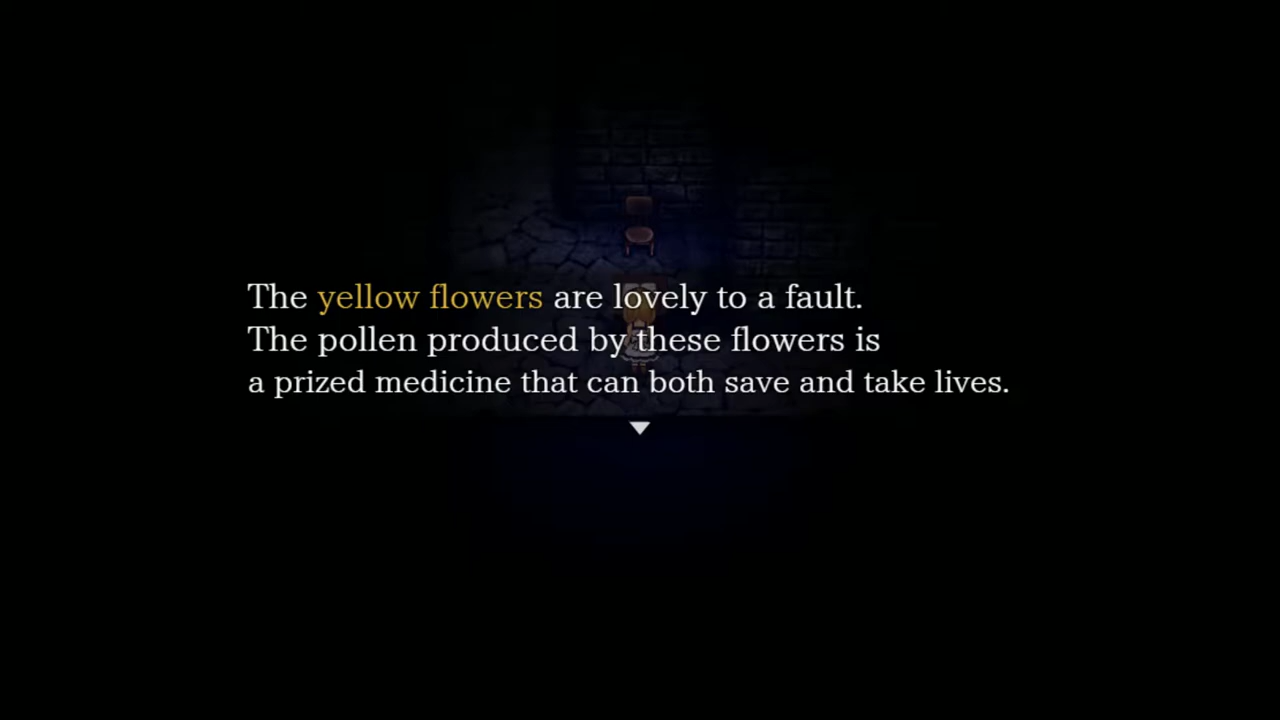 The yellow flowers are lovely to a fault.
The pollen produced by these flowers is
a prized medicine that can both save and take lives.